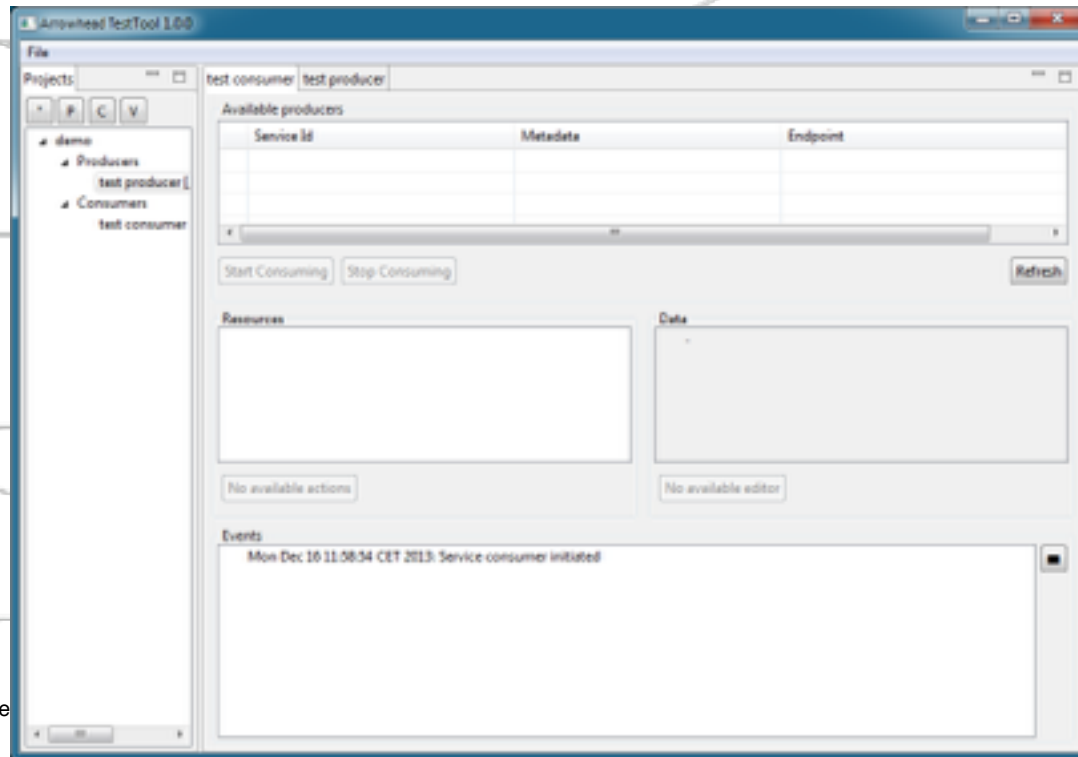 Arrowhead TestTool 1.0.0
File
Projects
test consumer test producer
* P C V
Available producers
demo
Service Id Metadata Endpoint
Producers
test producer [
Consumers
test consumer
Start Consuming Stop Consuming Refresh
Resources Data
No available actions No available editor
Events
Mon Dec 16 11:58:54 CET 2013: Service consumer initiated
e